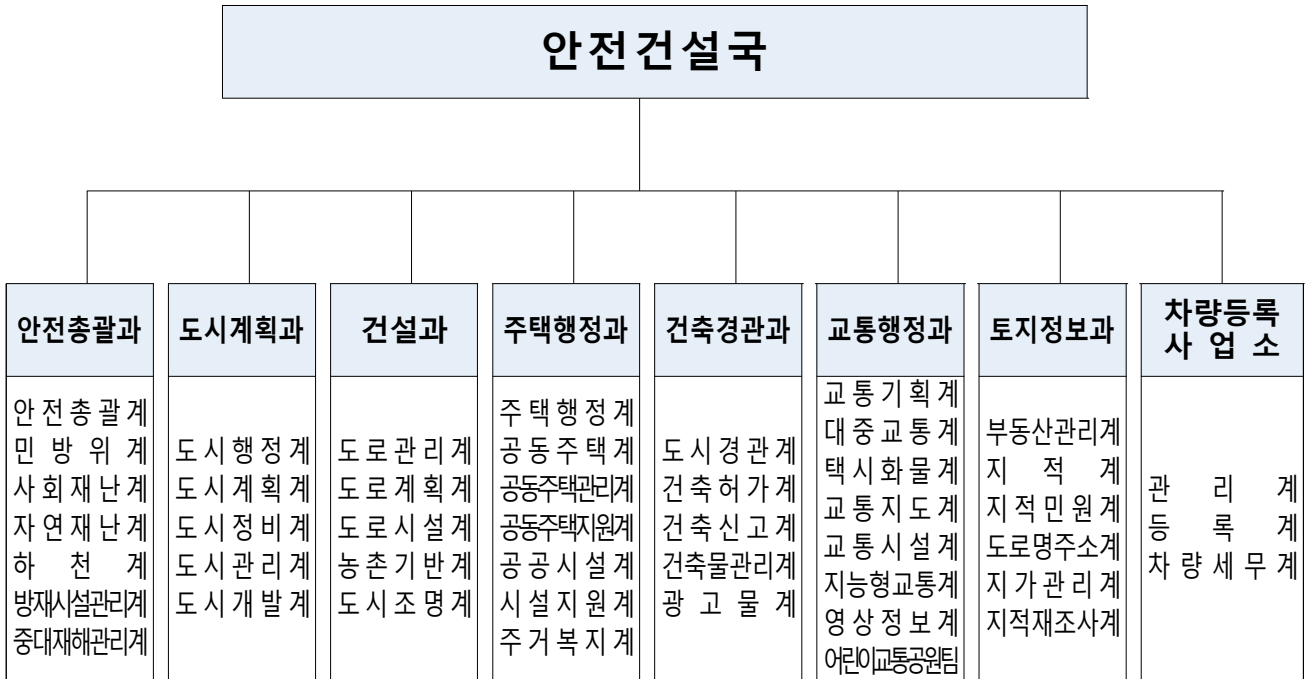 안전건설국
안전총괄과
안전총괄계
민방위계
사회재난계
자연재난계
하천계
방재시설관리계
중대재해관리계
도시계획과
도시행정계
도시계획계
도시정비계
도시관리계
도시개발계
건설과
도로관리계
도로계획계
도로시설계
농촌기반계
도시조명계
주택행정과
주택행정계
공동주택계
공동주택관리계
공동주택지원계
공공시설계
시설지원계
주거복지계
건축경관과
도시경관계
건축허가계
건축신고계
건축물관리계
광고물계
교통행정과
교통기획계
대중교통계
택시화물계
교통지도계
교통시설계
지능형교통계
영상정보계
어린이교통공원팀
토지정보과
부동산관리계
지적계
지적민원계
도로명주소계
지가관리계
지적재조사계
차량등록
사업소
관리계
등록계
차량세무계